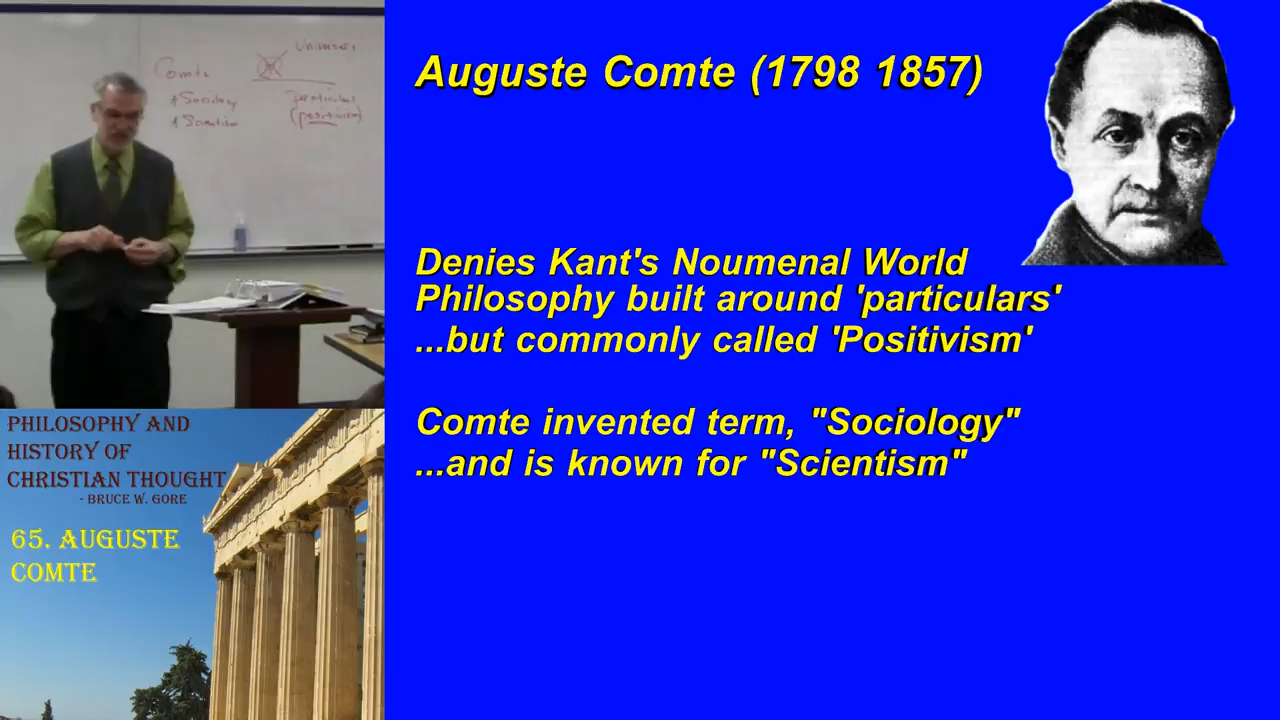 Comte
Universals
Sociology
particulars
Scientism
(positivism)
PHILOSOPHY AND
HISTORY OF
CHRISTIAN THOUGHT
- BRUCE W. GORE
65. AUGUSTE
COMTE
Auguste Comte (1798 1857)
Denies Kant's Noumenal World
Philosophy built around 'particulars'
...but commonly called 'Positivism'
Comte invented term, "Sociology"
...and is known for "Scientism"